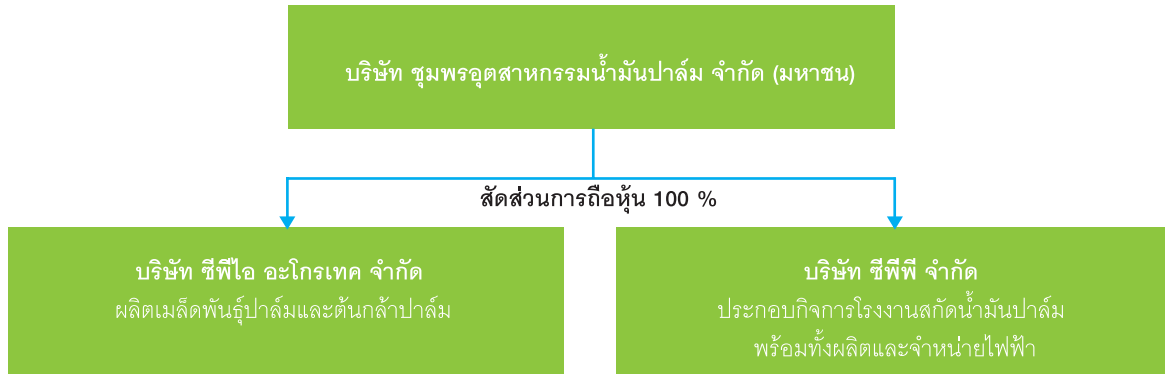 บริษัท ชุมพรอุตสาหกรรมน้ำมันปาล์ม จำกัด (มหาชน)
สัดส่วนการถือหุ้น 100 %
บริษัท ซีพีไอ อะโกรเทค จำกัด
ผลิตเมล็ดพันธุ์ปาล์มและต้นกล้าปาล์ม
บริษัท ซีพีพี จำกัด
ประกอบกิจการโรงงานสกัดน้ำมันปาล์ม
พร้อมทั้งผลิตและจำหน่ายไฟฟ้า